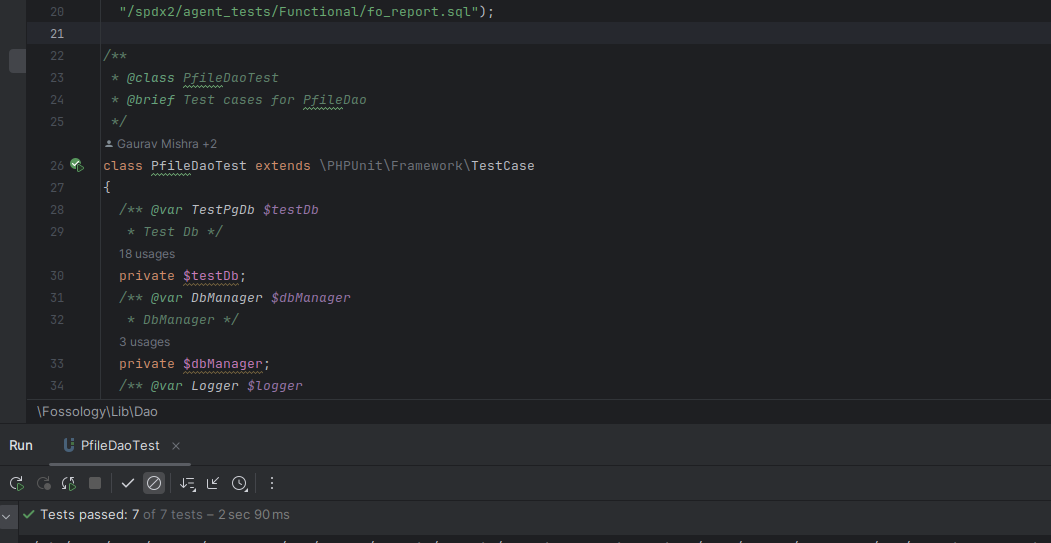 20 "/spdx2/agent_tests/Functional/fo_report.sql");
21
22 /**
23 * @class PfileDaoTest
24 * @brief Test cases for PfileDao
25 */
Gaurav Mishra +2
26 class PfileDaoTest extends \PHPUnit\Framework\TestCase
27 {
28 /** @var TestPgDb $testDb
29 * Test Db */
18 usages
30 private $testDb;
31 /** @var DbManager $dbManager
32 * DbManager */
3 usages
33 private $dbManager;
34 /** @var Logger $logger
\Fossology\Lib\Dao
Run PfileDaoTest ×
Tests passed: 7 of 7 tests – 2 sec 90 ms